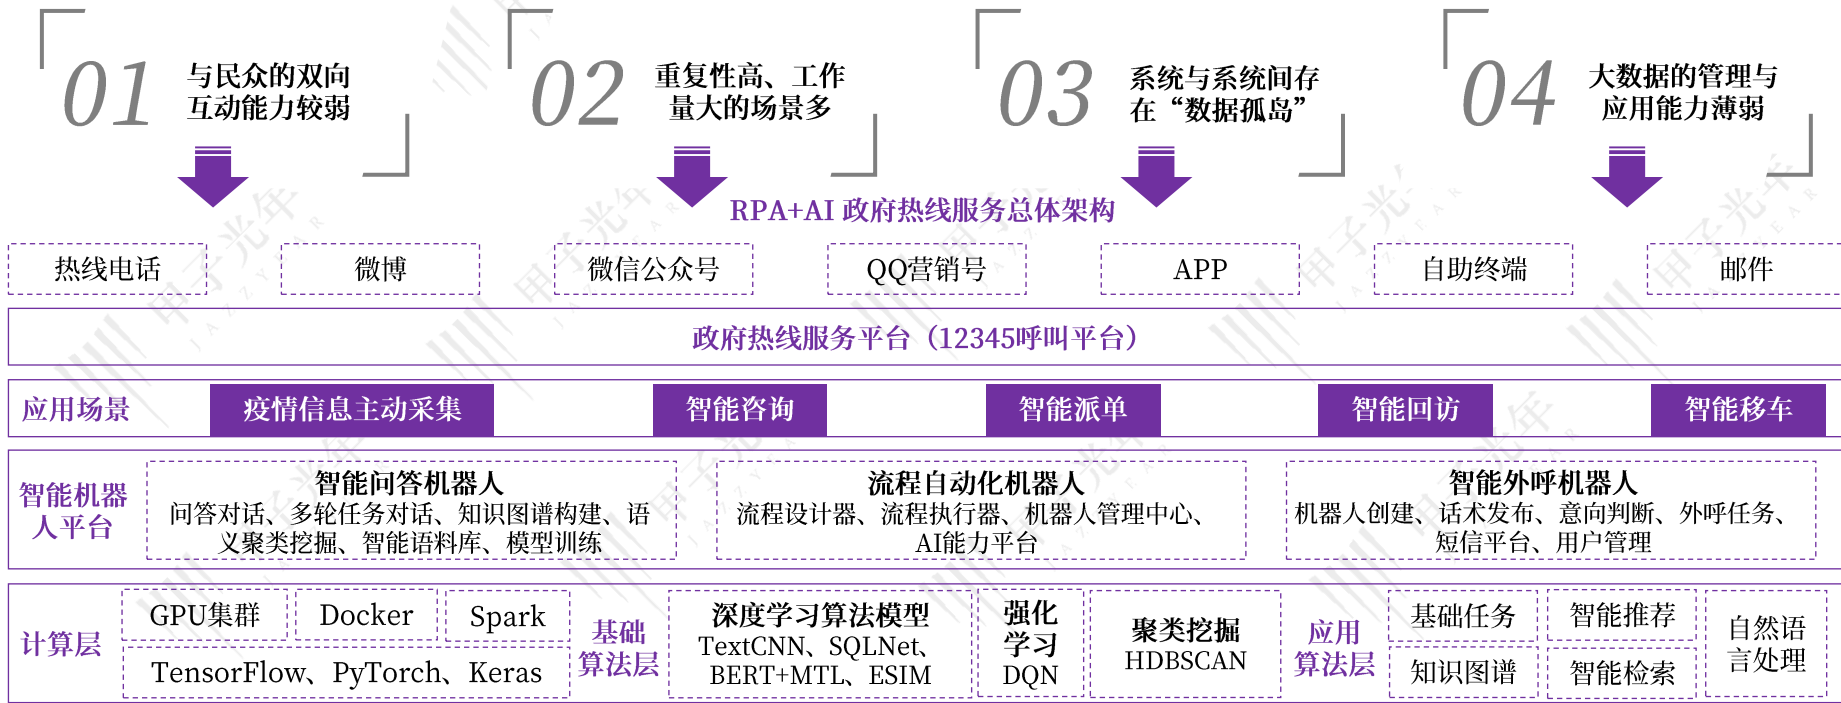 01
与民众的双向
互动能力较弱
02
重复性高、工作
量大的场景多
03
系统与系统间存
在“数据孤岛”
04
大数据的管理与
应用能力薄弱
RPA+AI 政府热线服务总体架构
热线电话
微博
微信公众号
QQ营销号
APP
自助终端
邮件
政府热线服务平台（12345呼叫平台）
应用场景
疫情信息主动采集
智能咨询
智能派单
智能回访
智能移车
智能机器
人平台
智能问答机器人
问答对话、多轮任务对话、知识图谱构建、语
义聚类挖掘、智能语料库、模型训练
流程自动化机器人
流程设计器、流程执行器、机器人管理中心、
AI能力平台
智能外呼机器人
机器人创建、话术发布、意向判断、外呼任务、
短信平台、用户管理
计算层
GPU集群
Docker
Spark
TensorFlow、PyTorch、Keras
基础
算法层
深度学习算法模型
TextCNN、SQLNet、
BERT+MTL、ESIM
强化
学习
DQN
聚类挖掘
HDBSCAN
应用
算法层
基础任务
智能推荐
知识图谱
智能检索
自然语
言处理
甲子光年
JAZZYEAR